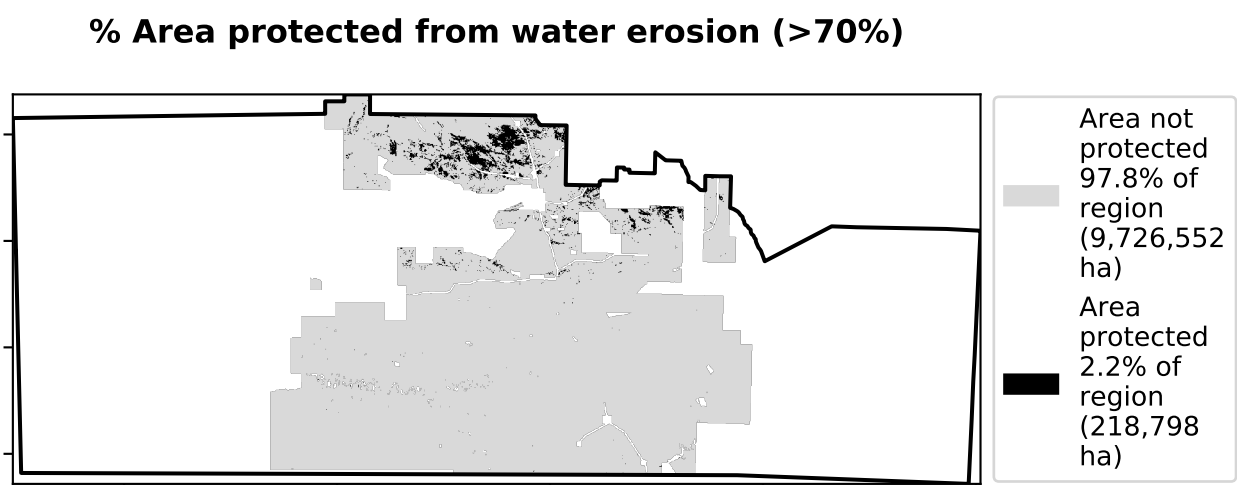 % Area protected from water erosion (>70%)
Area not
protected
97.8% of
region
(9,726,552
ha)
Area
protected
2.2% of
region
(218,798
ha)